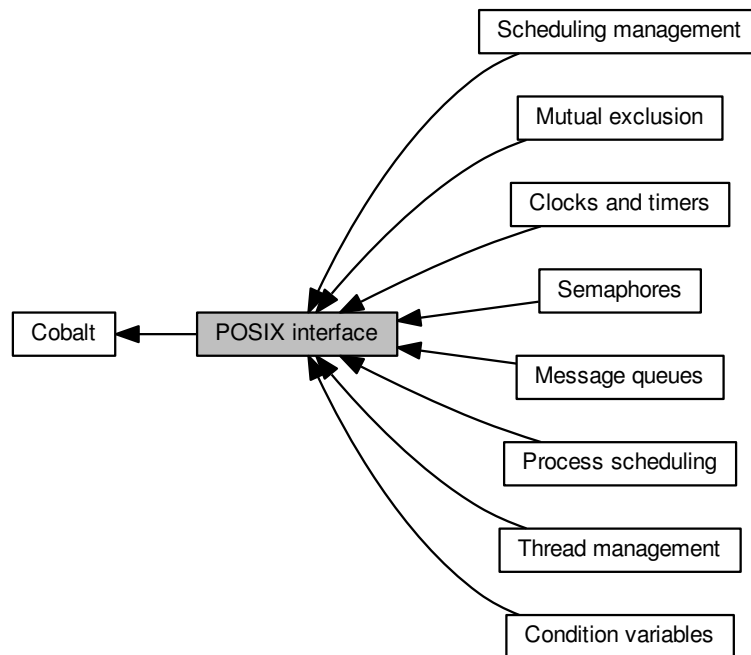 Scheduling management
Mutual exclusion
Clocks and timers
Semaphores
Cobalt
POSIX interface
Message queues
Process scheduling
Thread management
Condition variables